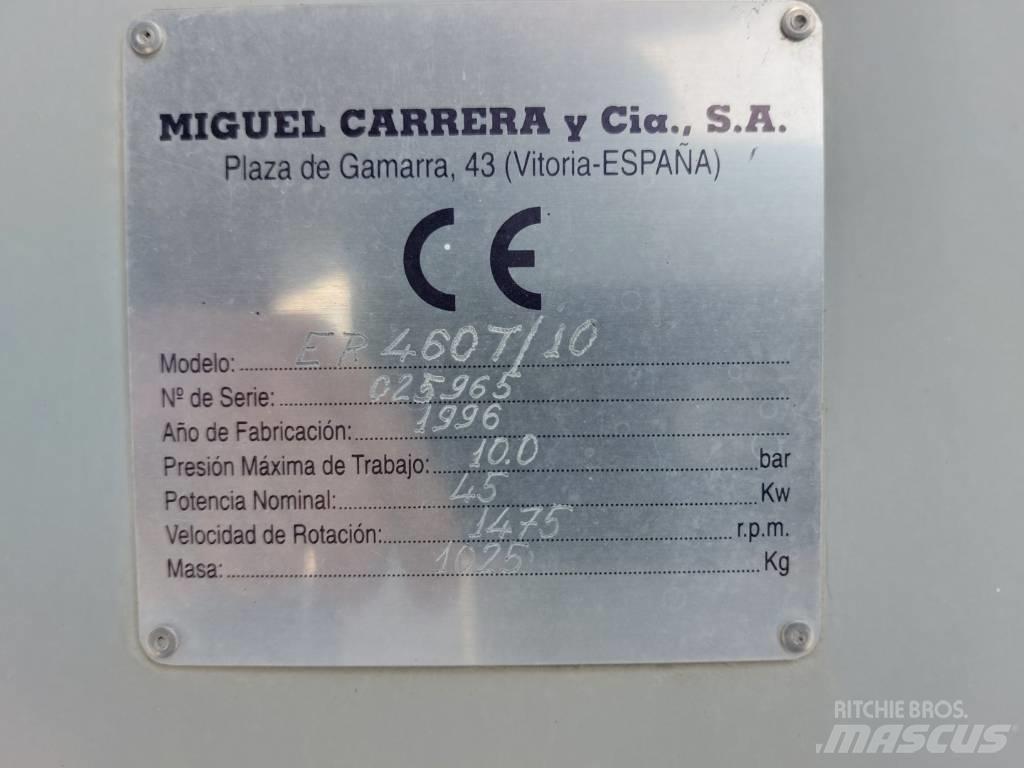 MIGUEL CARRERA y Cia., S.A.
Plaza de Gamarra, 43 (Vitoria-ESPAÑA)
CE
Modelo: ER 4607/10
Nº de Serie: 025965
Año de Fabricación: 1996
Presión Máxima de Trabajo: 10.0 bar
Potencia Nominal: 45 Kw
Velocidad de Rotación: 1475 r.p.m.
Masa: 1025 Kg
RITCHIE BROS.
MASCUS